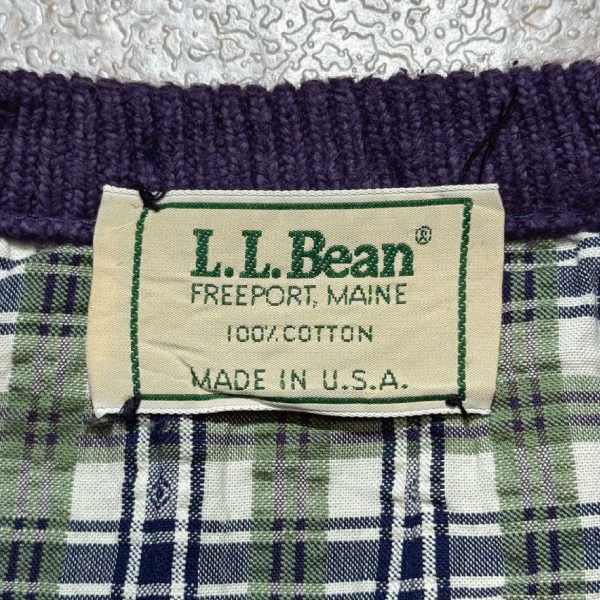 L.L.Bean®
FREEPORT, MAINE
100% COTTON
MADE IN U.S.A.